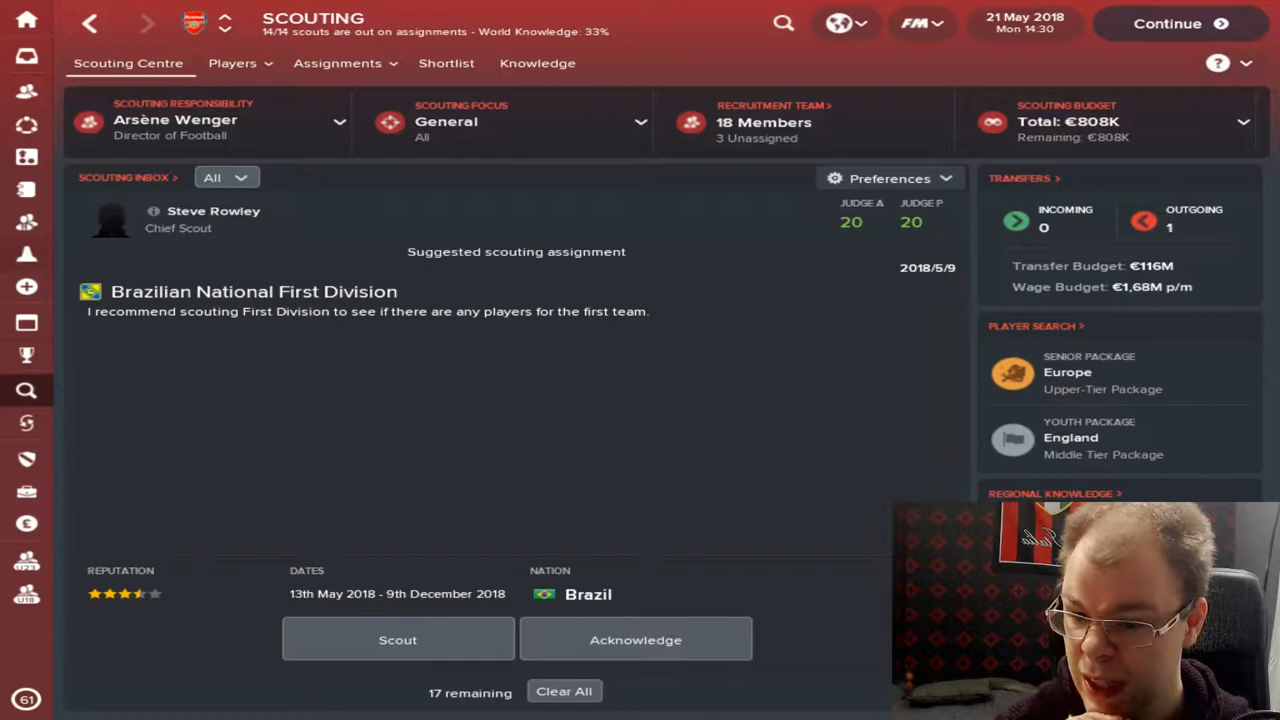 SCOUTING
14/14 scouts are out on assignments - World Knowledge: 33%
FM
21 May 2018
Mon 14:30
Continue
Scouting Centre
Players
Assignments
Shortlist
Knowledge
?
SCOUTING RESPONSIBILITY
Arsène Wenger
Director of Football
SCOUTING FOCUS
General
All
RECRUITMENT TEAM >
18 Members
3 Unassigned
SCOUTING BUDGET
Total: €808K
Remaining: €808K
SCOUTING INBOX >
All
Preferences
Steve Rowley
Chief Scout
JUDGE A
JUDGE P
20
20
Suggested scouting assignment
2018/5/9
Brazilian National First Division
I recommend scouting First Division to see if there are any players for the first team.
REPUTATION
DATES
13th May 2018 - 9th December 2018
NATION
Brazil
Scout
Acknowledge
17 remaining
Clear All
TRANSFERS >
INCOMING
0
OUTGOING
1
Transfer Budget: €116M
Wage Budget: €1,68M p/m
PLAYER SEARCH >
SENIOR PACKAGE
Europe
Upper-Tier Package
YOUTH PACKAGE
England
Middle Tier Package
REGIONAL KNOWLEDGE >
U23
U18
61